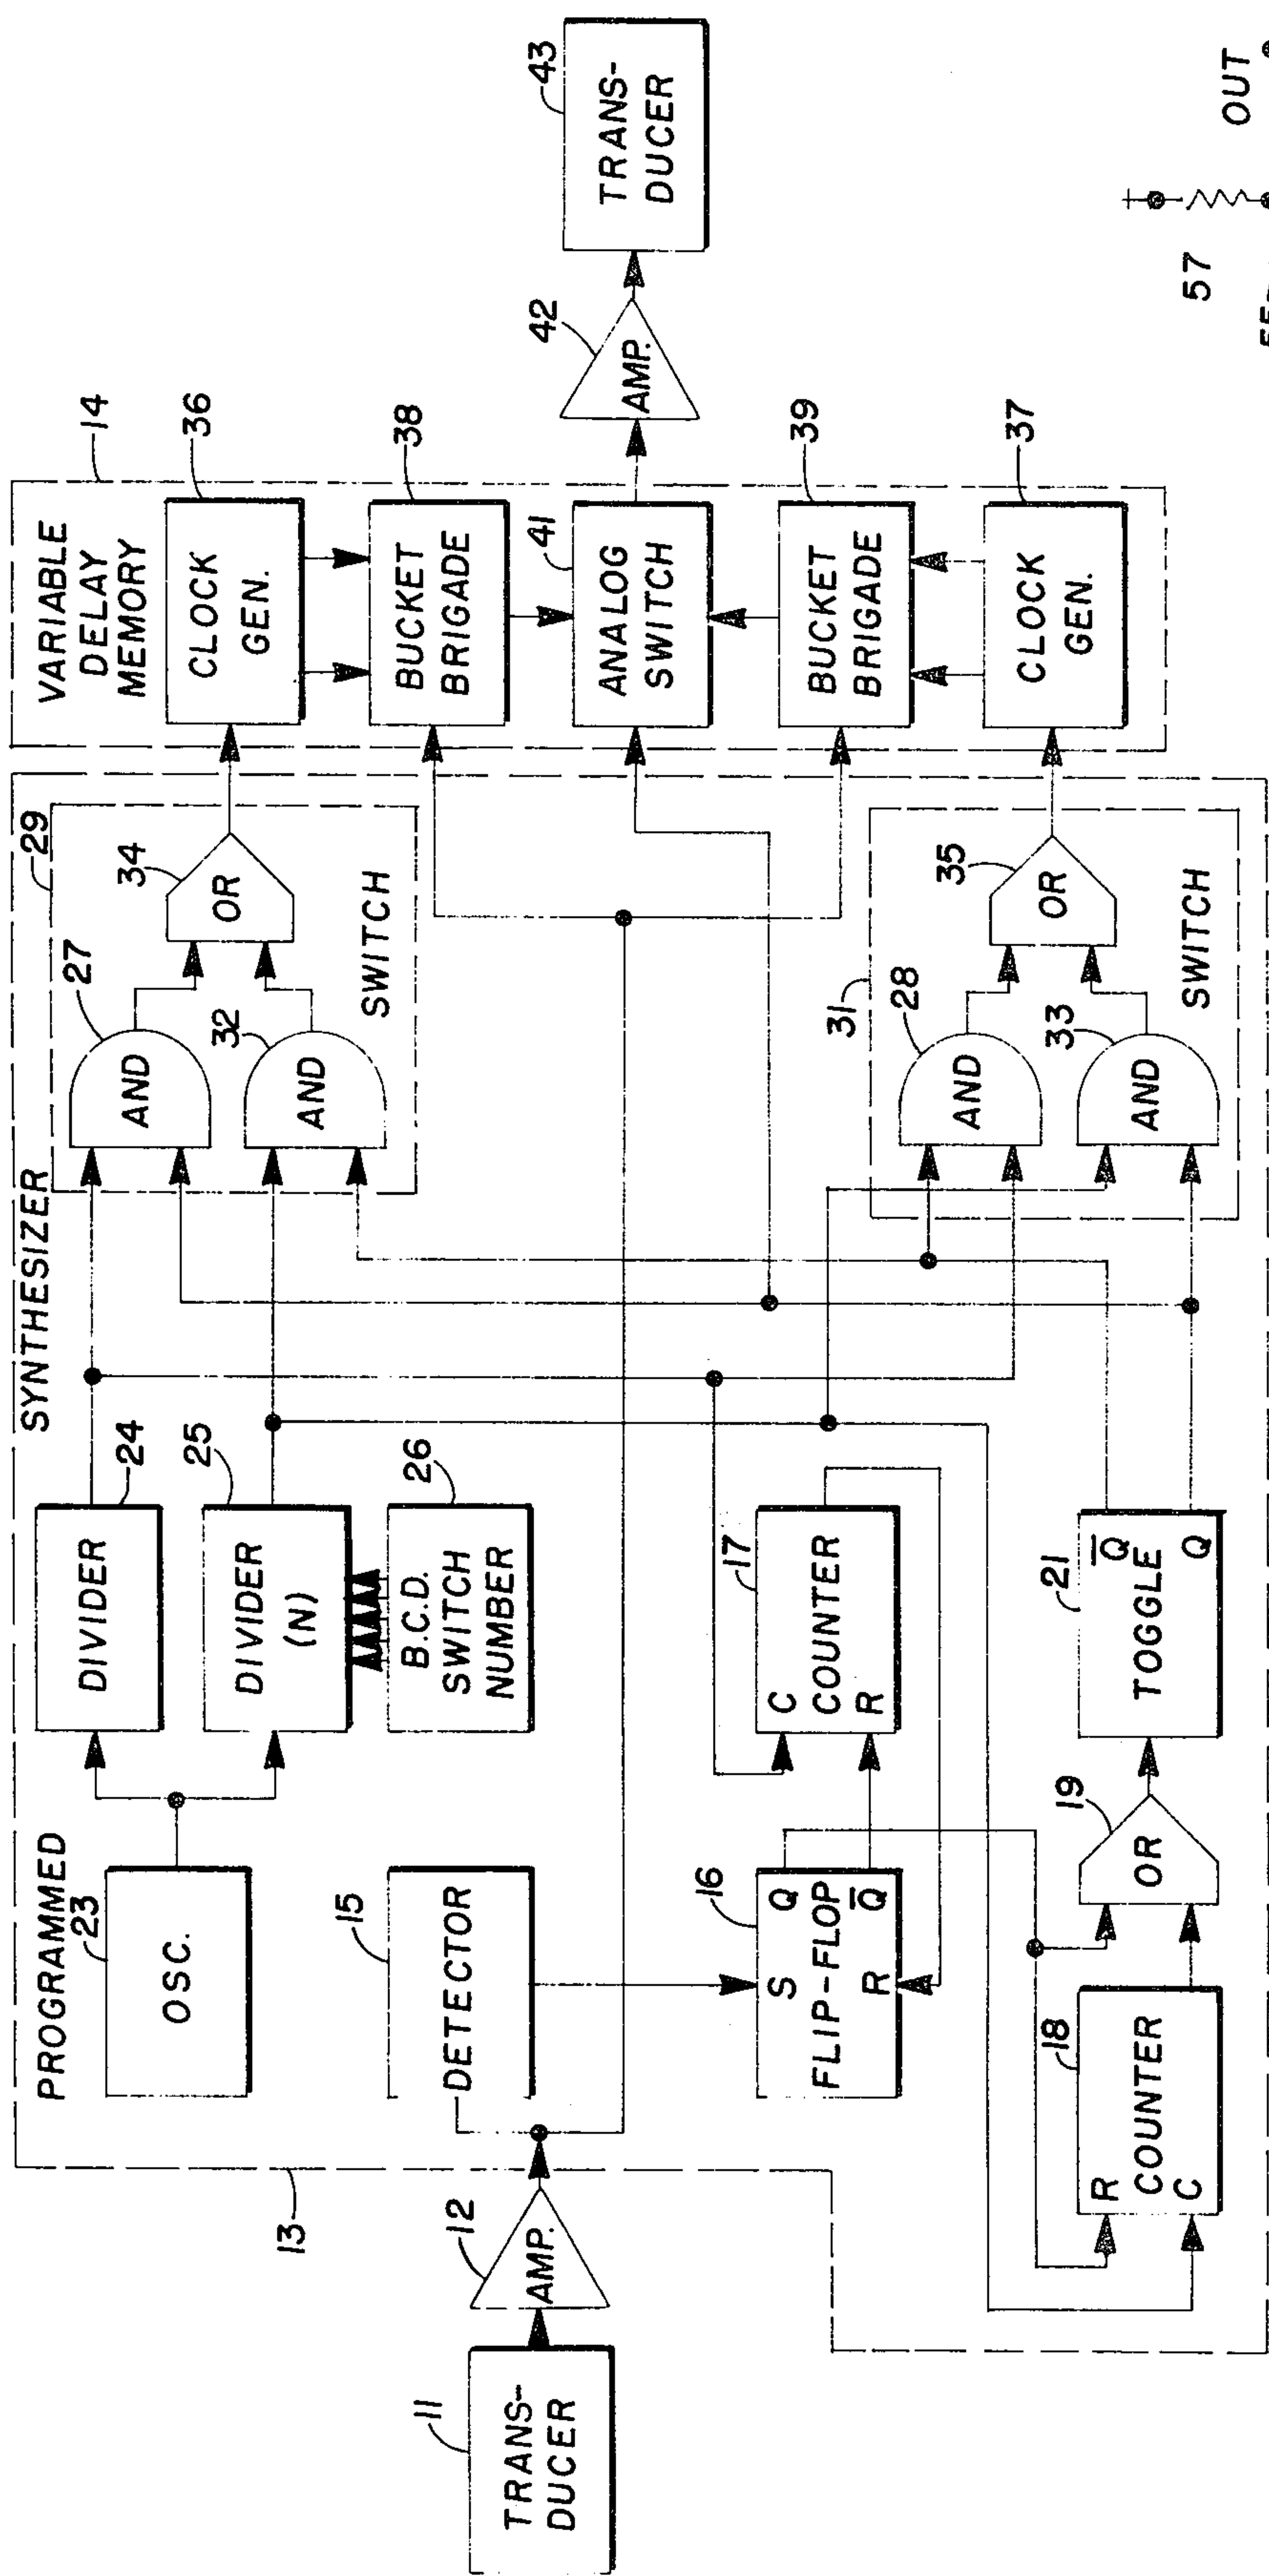 PROGRAMMED SYNTHESIZER
13
11
TRANS-
DUCER
12
AMP.
23
OSC.
15
DETECTOR
24
DIVIDER
25
DIVIDER
(N)
26
B.C.D.
SWITCH
NUMBER
16
S Q
FLIP-FLOP
R Q̅
17
C
COUNTER
R
18
R
COUNTER
C
19
OR
21
Q̅
TOGGLE
Q
29
27
AND
32
AND
34
OR
SWITCH
31
28
AND
33
AND
35
OR
SWITCH
14
VARIABLE
DELAY
MEMORY
36
CLOCK
GEN.
38
BUCKET
BRIGADE
41
ANALOG
SWITCH
39
BUCKET
BRIGADE
37
CLOCK
GEN.
42
AMP.
43
TRANS-
DUCER
57
OUT